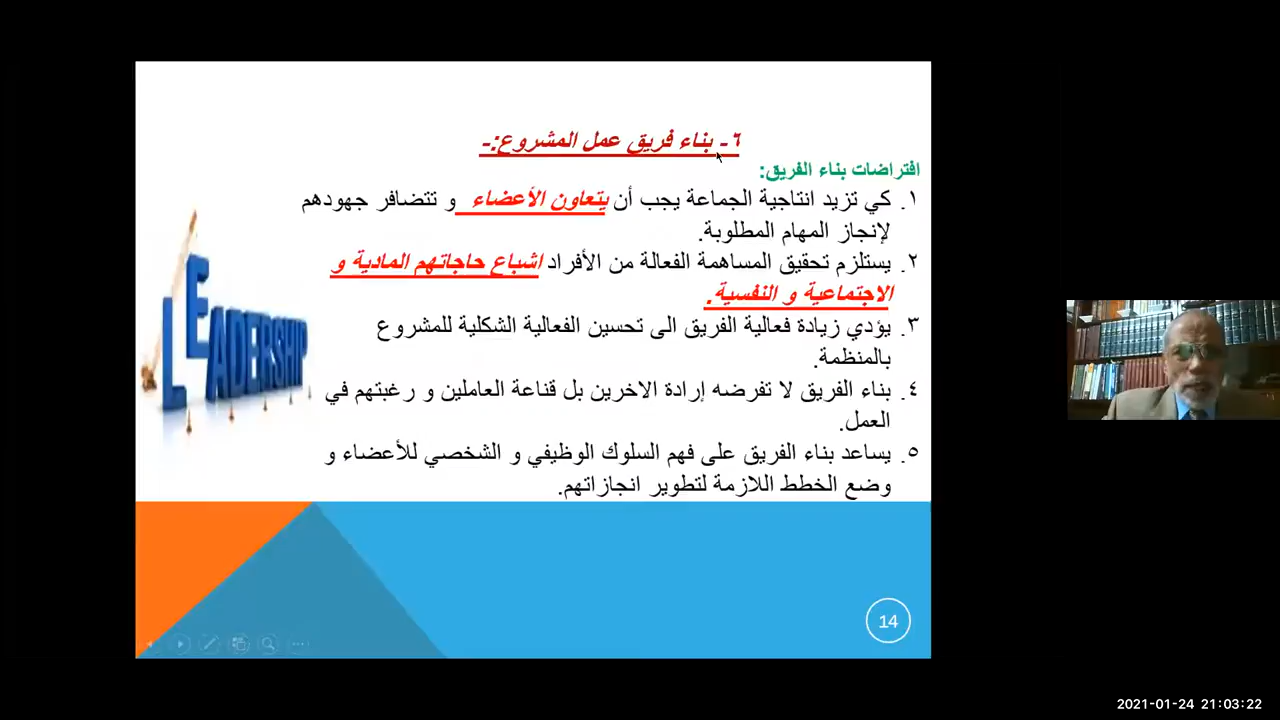 ٦- بناء فريق عمل المشروع:-
افتراضات بناء الفريق:
١. كي تزيد انتاجية الجماعة يجب أن يتعاون الأعضاء و تتضافر جهودهم
لإنجاز المهام المطلوبة.
٢. يستلزم تحقيق المساهمة الفعالة من الأفراد اشباع حاجاتهم المادية و
الاجتماعية و النفسية.
٣. يؤدي زيادة فعالية الفريق الى تحسين الفعالية الشكلية للمشروع
بالمنظمة.
٤. بناء الفريق لا تفرضه إرادة الاخرين بل قناعة العاملين و رغبتهم في
العمل.
٥. يساعد بناء الفريق على فهم السلوك الوظيفي و الشخصي للأعضاء و
وضع الخطط اللازمة لتطوير انجازاتهم.
LEADERSHIP
14
2021-01-24 21:03:22